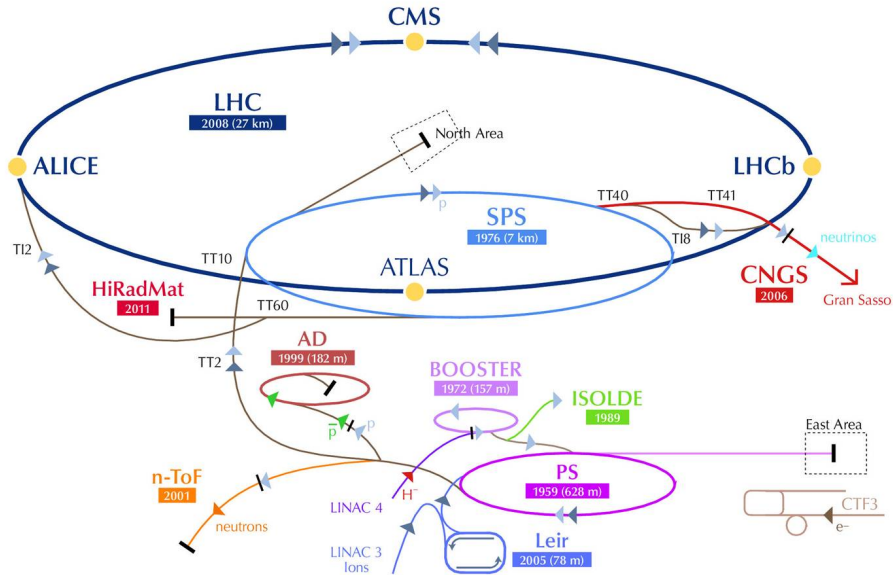 CMS
LHC
2008 (27 km)
North Area
ALICE
LHCb
TT40
TT41
p
SPS
1976 (7 km)
TI8
neutrinos
TI2
TT10
ATLAS
CNGS
2006
Gran Sasso
HiRadMat
2011
TT60
AD
1999 (182 m)
TT2
BOOSTER
1972 (157 m)
ISOLDE
1989
p̅
p
East Area
n-ToF
2001
PS
1959 (628 m)
LINAC 4
H⁻
neutrons
CTF3
e⁻
LINAC 3
Ions
Leir
2005 (78 m)